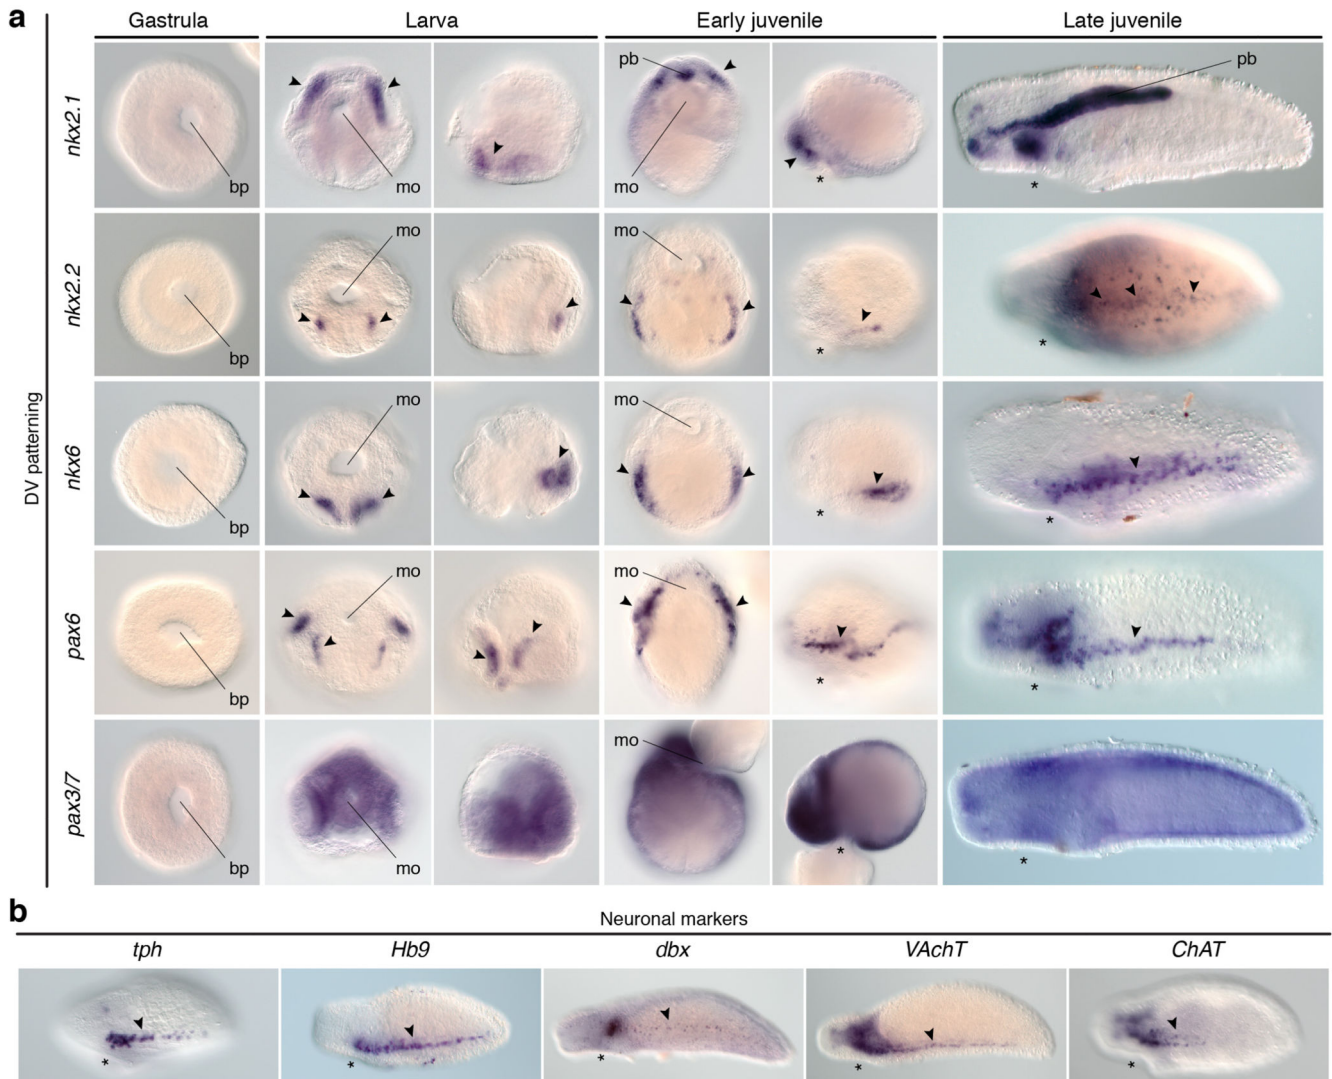 a
Gastrula Larva Early juvenile Late juvenile
DV patterning
nkx2.1
bp
mo
pb
mo
*
pb
*
nkx2.2
bp
mo
mo
*
*
nkx6
bp
mo
mo
*
*
pax6
bp
mo
mo
*
*
pax3/7
bp
mo
mo
*
*
b
Neuronal markers
tph Hb9 dbx VAchT ChAT
* * * * *